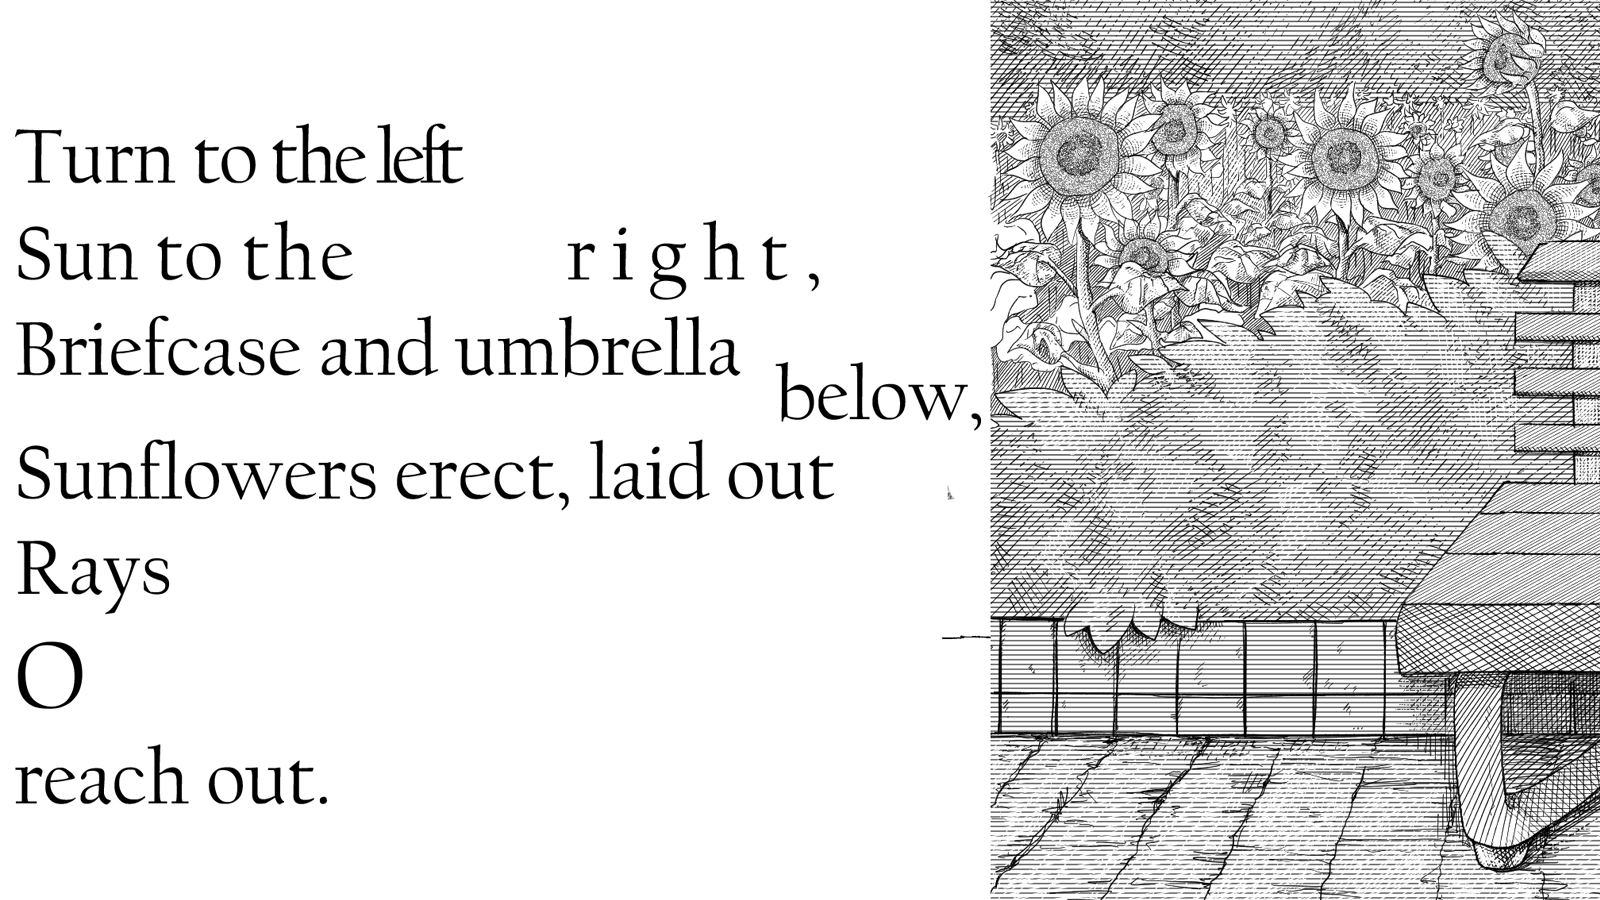 Turn to the left
Sun to the right,
Briefcase and umbrella below,
Sunflowers erect, laid out
Rays
O
reach out.